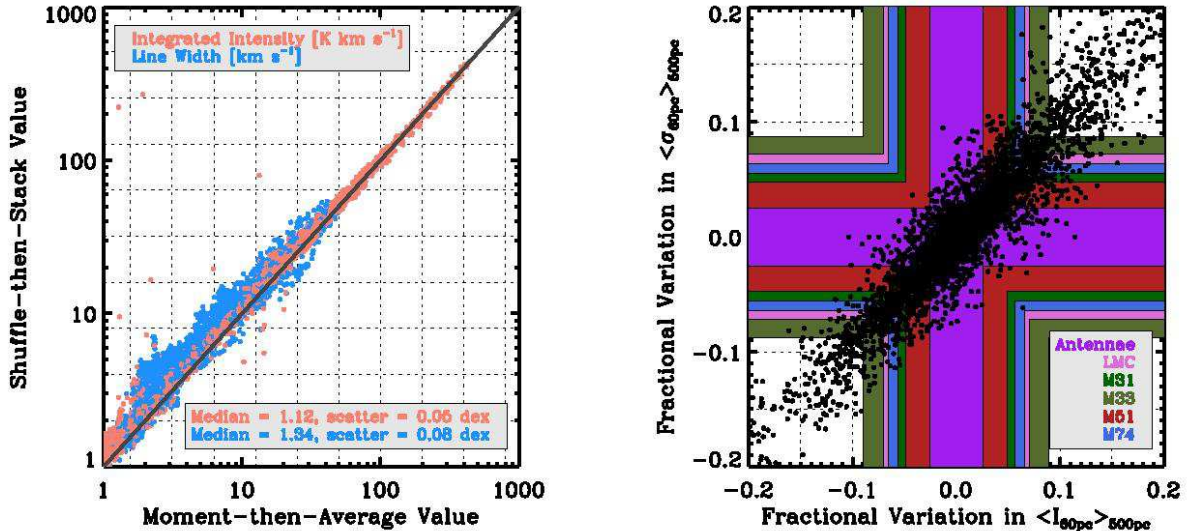 1000
Integrated Intensity [K km s⁻¹]
Line Width [km s⁻¹]
100
10
1
Median = 1.12, scatter = 0.06 dex
Median = 1.34, scatter = 0.08 dex
1 10 100 1000
Moment-then-Average Value
Shuffle-then-Stack Value
0.2
0.1
0.0
-0.1
-0.2
Antennae
LMC
M31
M33
M51
M74
-0.2 -0.1 0.0 0.1 0.2
Fractional Variation in <I60pc>500pc
Fractional Variation in <σ60pc>500pc